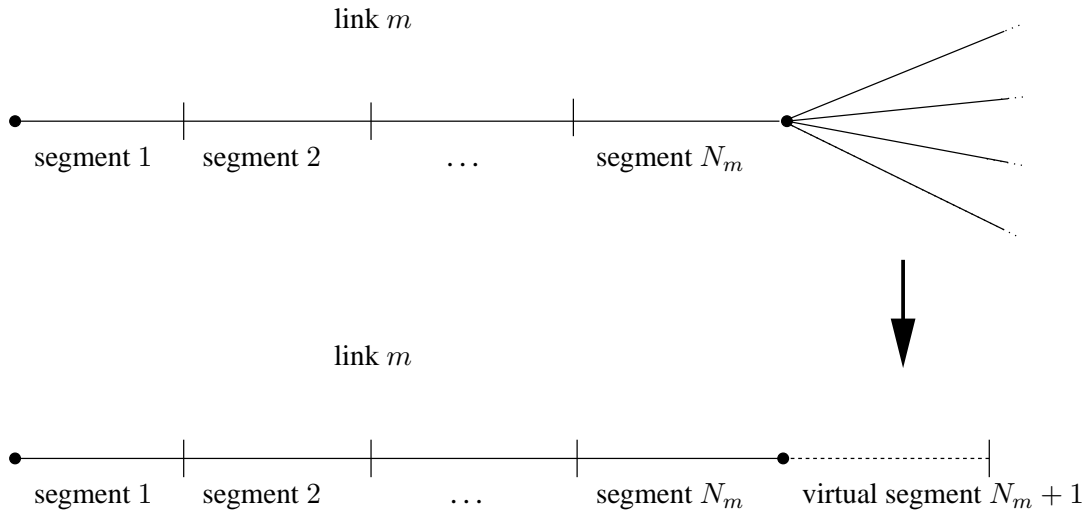 link m
segment 1 segment 2 ... segment N_m
link m
segment 1 segment 2 ... segment N_m virtual segment N_m + 1